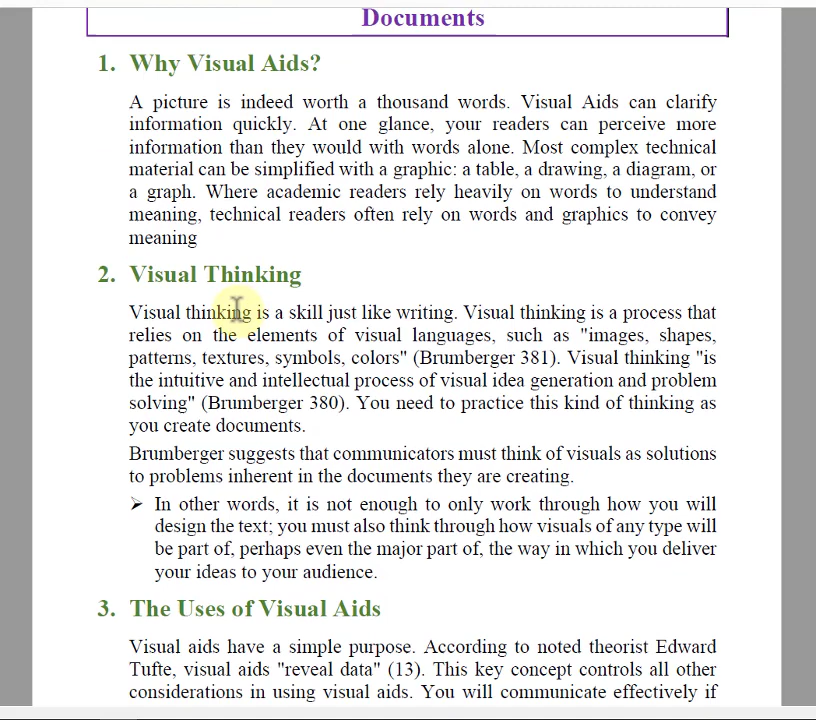 Documents
1. Why Visual Aids?
A picture is indeed worth a thousand words. Visual Aids can clarify
information quickly. At one glance, your readers can perceive more
information than they would with words alone. Most complex technical
material can be simplified with a graphic: a table, a drawing, a diagram, or
a graph. Where academic readers rely heavily on words to understand
meaning, technical readers often rely on words and graphics to convey
meaning
2. Visual Thinking
Visual thinking is a skill just like writing. Visual thinking is a process that
relies on the elements of visual languages, such as "images, shapes,
patterns, textures, symbols, colors" (Brumberger 381). Visual thinking "is
the intuitive and intellectual process of visual idea generation and problem
solving" (Brumberger 380). You need to practice this kind of thinking as
you create documents.
Brumberger suggests that communicators must think of visuals as solutions
to problems inherent in the documents they are creating.
➢ In other words, it is not enough to only work through how you will
design the text; you must also think through how visuals of any type will
be part of, perhaps even the major part of, the way in which you deliver
your ideas to your audience.
3. The Uses of Visual Aids
Visual aids have a simple purpose. According to noted theorist Edward
Tufte, visual aids "reveal data" (13). This key concept controls all other
considerations in using visual aids. You will communicate effectively if